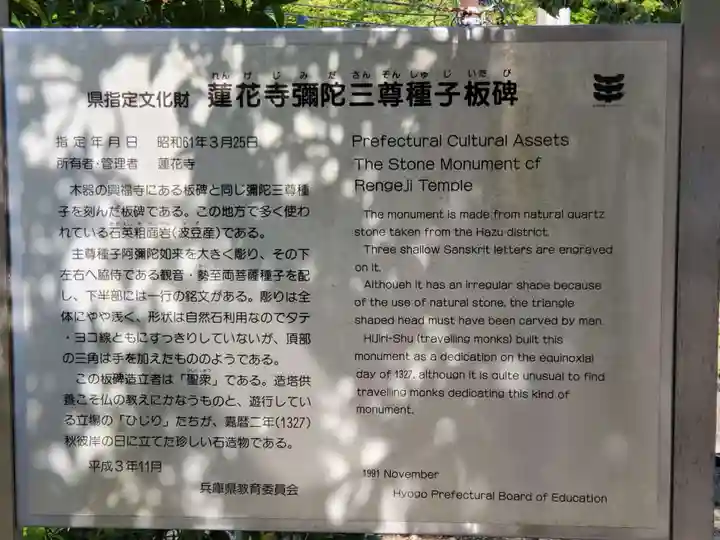 れんげじみださんぞんしゅじいたび
県指定文化財 蓮花寺彌陀三尊種子板碑
指定年月日 昭和61年3月25日
所有者・管理者 蓮花寺
木器の興禅寺にある板碑と同じ彌陀三尊種
子を刻んだ板碑である。この地方で多く使わ
れている石英粗面岩(波豆産)である。
主尊種子阿彌陀如来を大きく彫り、その下
左右へ脇侍である観音・勢至両菩薩種子を配
し、下半部には一行の銘文がある。彫りは全
体にやや浅く、形状は自然石利用なのでタテ
・ヨコ線ともにすっきりしていないが、頂部
の三角は手を加えたもののようである。
この板碑造立者は「聖衆」である。造塔供
養こそ仏の教えにかなうものと、遊行してい
る立場の「ひじり」たちが、嘉暦二年(1327)
秋彼岸の日に立てた珍しい石造物である。
平成3年11月
兵庫県教育委員会
Prefectural Cultural Assets
The Stone Monument of
Rengeji Temple
The monument is made from natural quartz
stone taken from the Hazu district.
Three shallow Sanskrit letters are engraved
on it.
Although it has an irregular shape because
of the use of natural stone, the triangle
shaped head must have been carved by man.
Hijiri-Shu (travelling monks) built this
monument as a dedication on the equinoxial
day of 1327, although it is quite unusual to find
travelling monks dedicating this kind of
monument.
1991 November
Hyogo Prefectural Board of Education